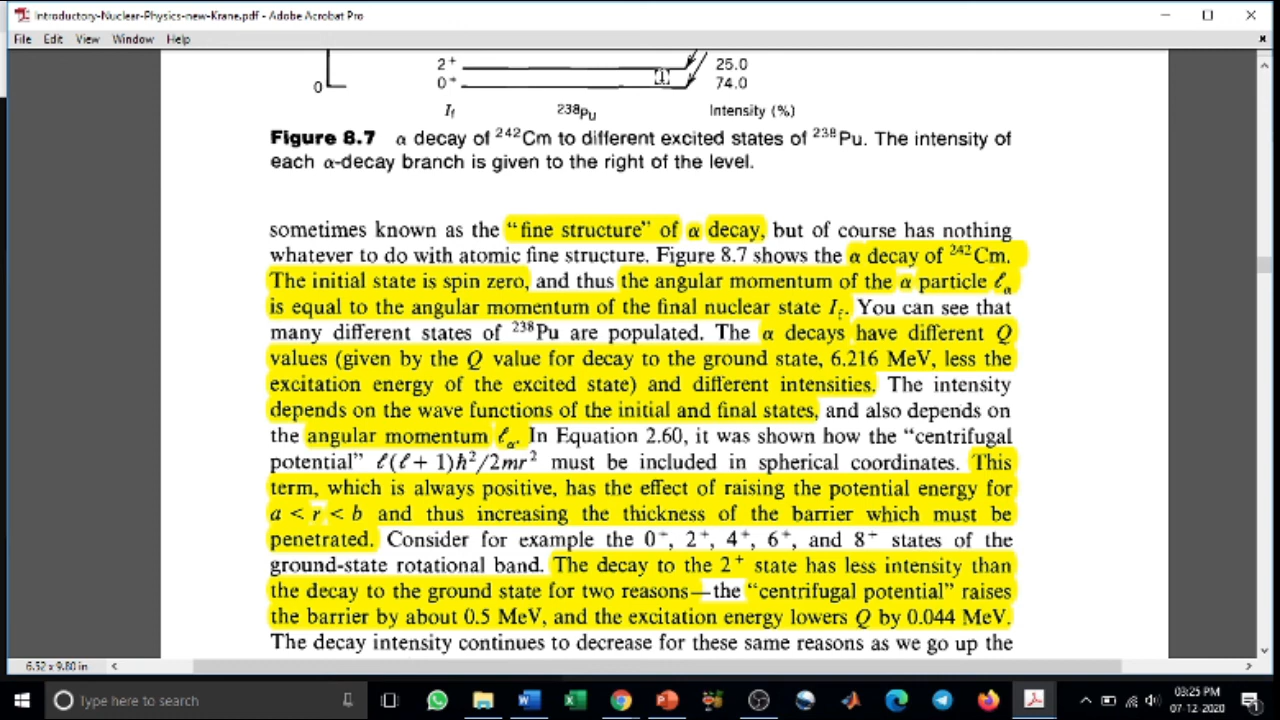 Introductory-Nuclear-Physics-new-Krane.pdf - Adobe Acrobat Pro
File Edit View Window Help
2+ 25.0
0 0+ 74.0
If 238Pu Intensity (%)
Figure 8.7 α decay of 242Cm to different excited states of 238Pu. The intensity of
each α-decay branch is given to the right of the level.
sometimes known as the “fine structure” of α decay, but of course has nothing
whatever to do with atomic fine structure. Figure 8.7 shows the α decay of 242Cm.
The initial state is spin zero, and thus the angular momentum of the α particle ℓα
is equal to the angular momentum of the final nuclear state If. You can see that
many different states of 238Pu are populated. The α decays have different Q
values (given by the Q value for decay to the ground state, 6.216 MeV, less the
excitation energy of the excited state) and different intensities. The intensity
depends on the wave functions of the initial and final states, and also depends on
the angular momentum ℓα. In Equation 2.60, it was shown how the “centrifugal
potential” ℓ(ℓ + 1)ħ²/2mr² must be included in spherical coordinates. This
term, which is always positive, has the effect of raising the potential energy for
a < r < b and thus increasing the thickness of the barrier which must be
penetrated. Consider for example the 0+, 2+, 4+, 6+, and 8+ states of the
ground-state rotational band. The decay to the 2+ state has less intensity than
the decay to the ground state for two reasons—the “centrifugal potential” raises
the barrier by about 0.5 MeV, and the excitation energy lowers Q by 0.044 MeV.
The decay intensity continues to decrease for these same reasons as we go up the
6.52 x 9.80 in
Type here to search
03:25 PM
07-12-2020